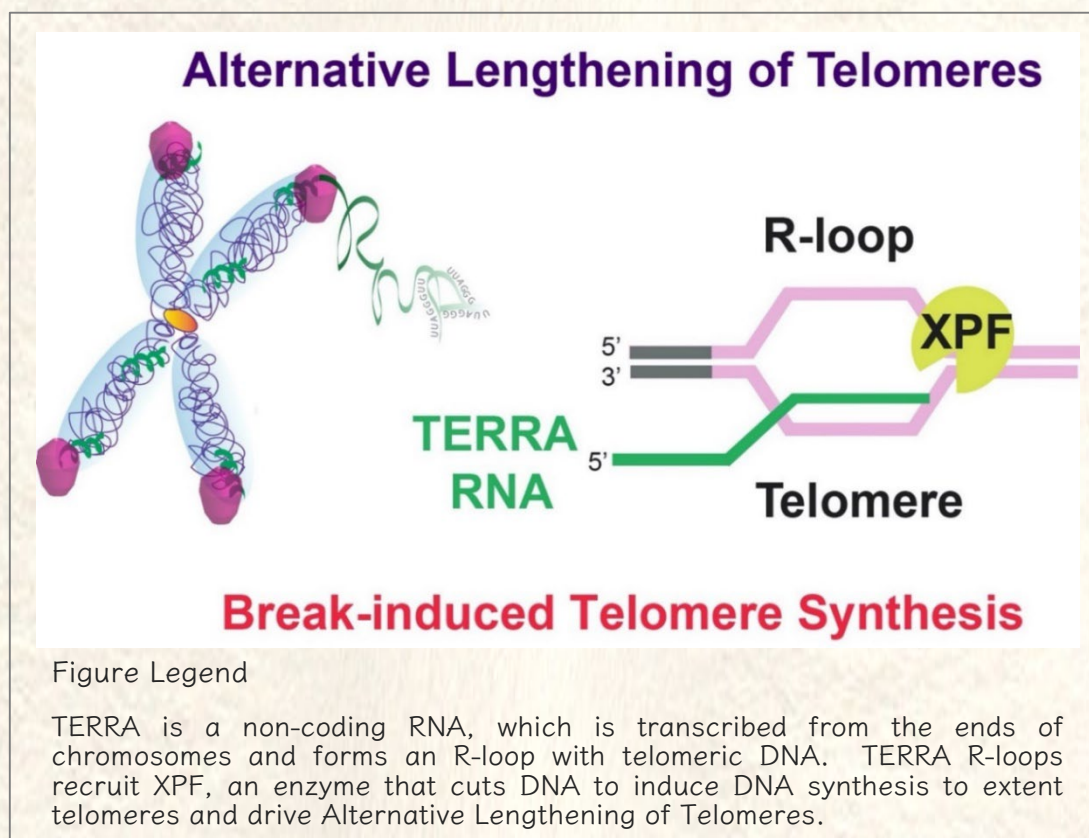 Alternative Lengthening of Telomeres
UUAGGG
UUAGGG
UUAGGG
R-loop
XPF
5’
3’
TERRA
RNA
5’
Telomere
Break-induced Telomere Synthesis
Figure Legend
TERRA is a non-coding RNA, which is transcribed from the ends of
chromosomes and forms an R-loop with telomeric DNA. TERRA R-loops
recruit XPF, an enzyme that cuts DNA to induce DNA synthesis to extent
telomeres and drive Alternative Lengthening of Telomeres.